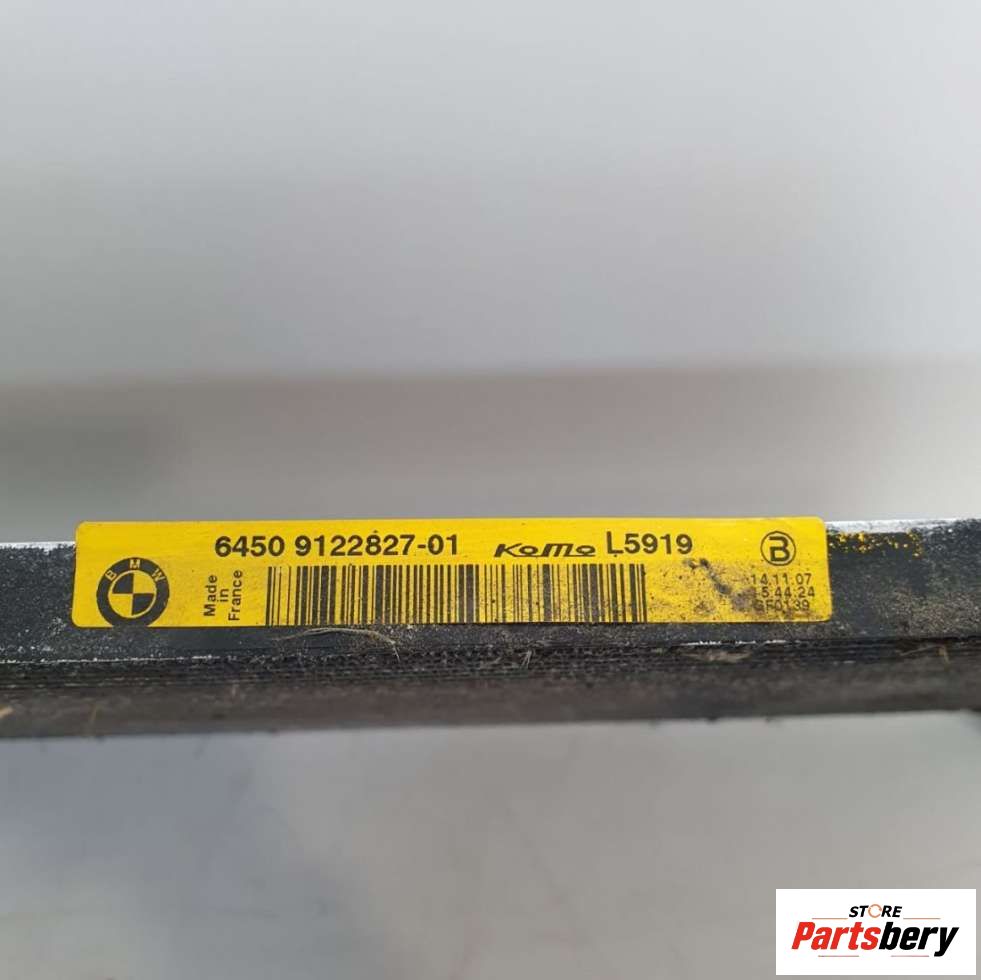 6450 9122827-01 KoMo L5919 B
BMW
Made in France
14.11.07
15.44.24
STORE
Partsbery